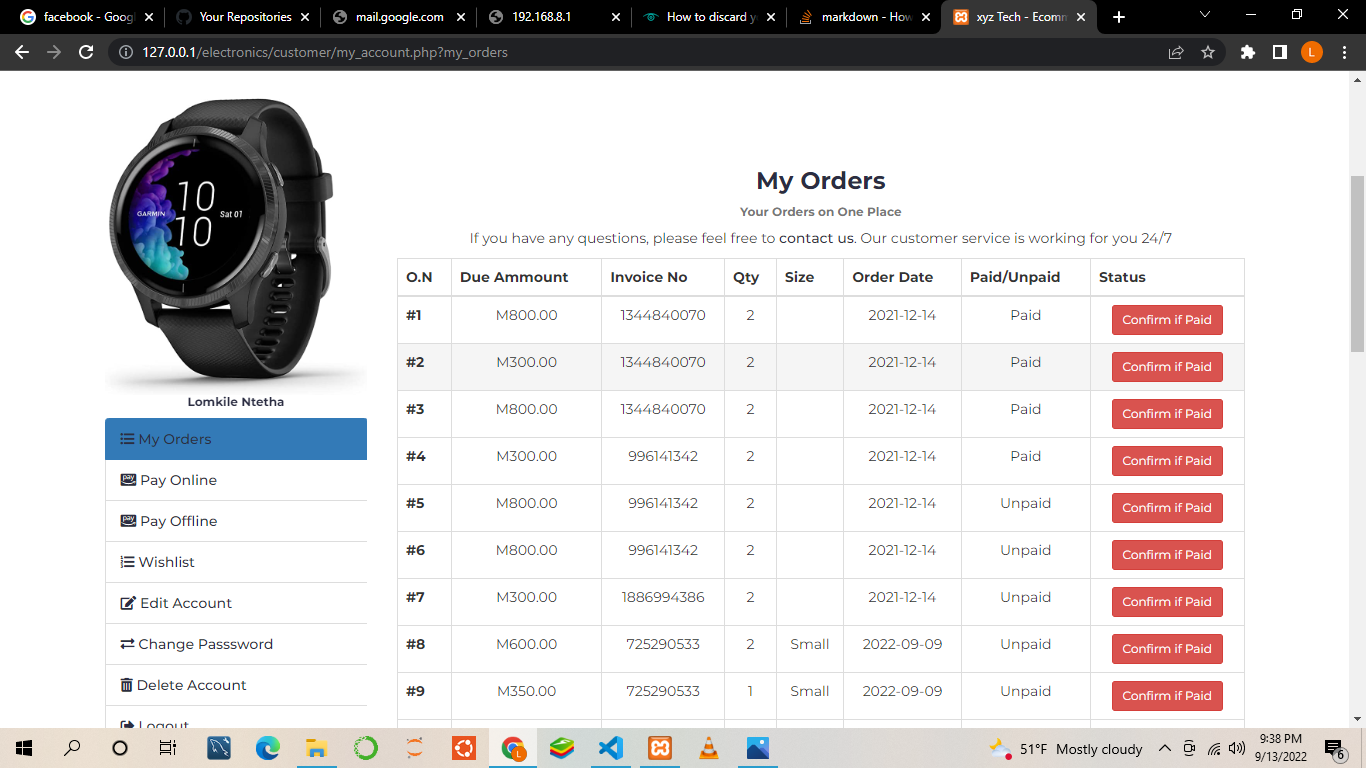 facebook - Goog
Your Repositories
mail.google.com
192.168.8.1
How to discard y
markdown - How
xyz Tech - Ecomm
127.0.0.1/electronics/customer/my_account.php?my_orders
L
GARMIN
10
10
Sat 01
Lomkile Ntetha
My Orders
Pay Online
Pay Offline
Wishlist
Edit Account
Change Passsword
Delete Account
Logout
My Orders
Your Orders on One Place
If you have any questions, please feel free to contact us. Our customer service is working for you 24/7
O.N Due Ammount Invoice No Qty Size Order Date Paid/Unpaid Status
#1 M800.00 1344840070 2 2021-12-14 Paid Confirm if Paid
#2 M300.00 1344840070 2 2021-12-14 Paid Confirm if Paid
#3 M800.00 1344840070 2 2021-12-14 Paid Confirm if Paid
#4 M300.00 996141342 2 2021-12-14 Paid Confirm if Paid
#5 M800.00 996141342 2 2021-12-14 Unpaid Confirm if Paid
#6 M800.00 996141342 2 2021-12-14 Unpaid Confirm if Paid
#7 M300.00 1886994386 2 2021-12-14 Unpaid Confirm if Paid
#8 M600.00 725290533 2 Small 2022-09-09 Unpaid Confirm if Paid
#9 M350.00 725290533 1 Small 2022-09-09 Unpaid Confirm if Paid
51°F Mostly cloudy
9:38 PM
9/13/2022
6